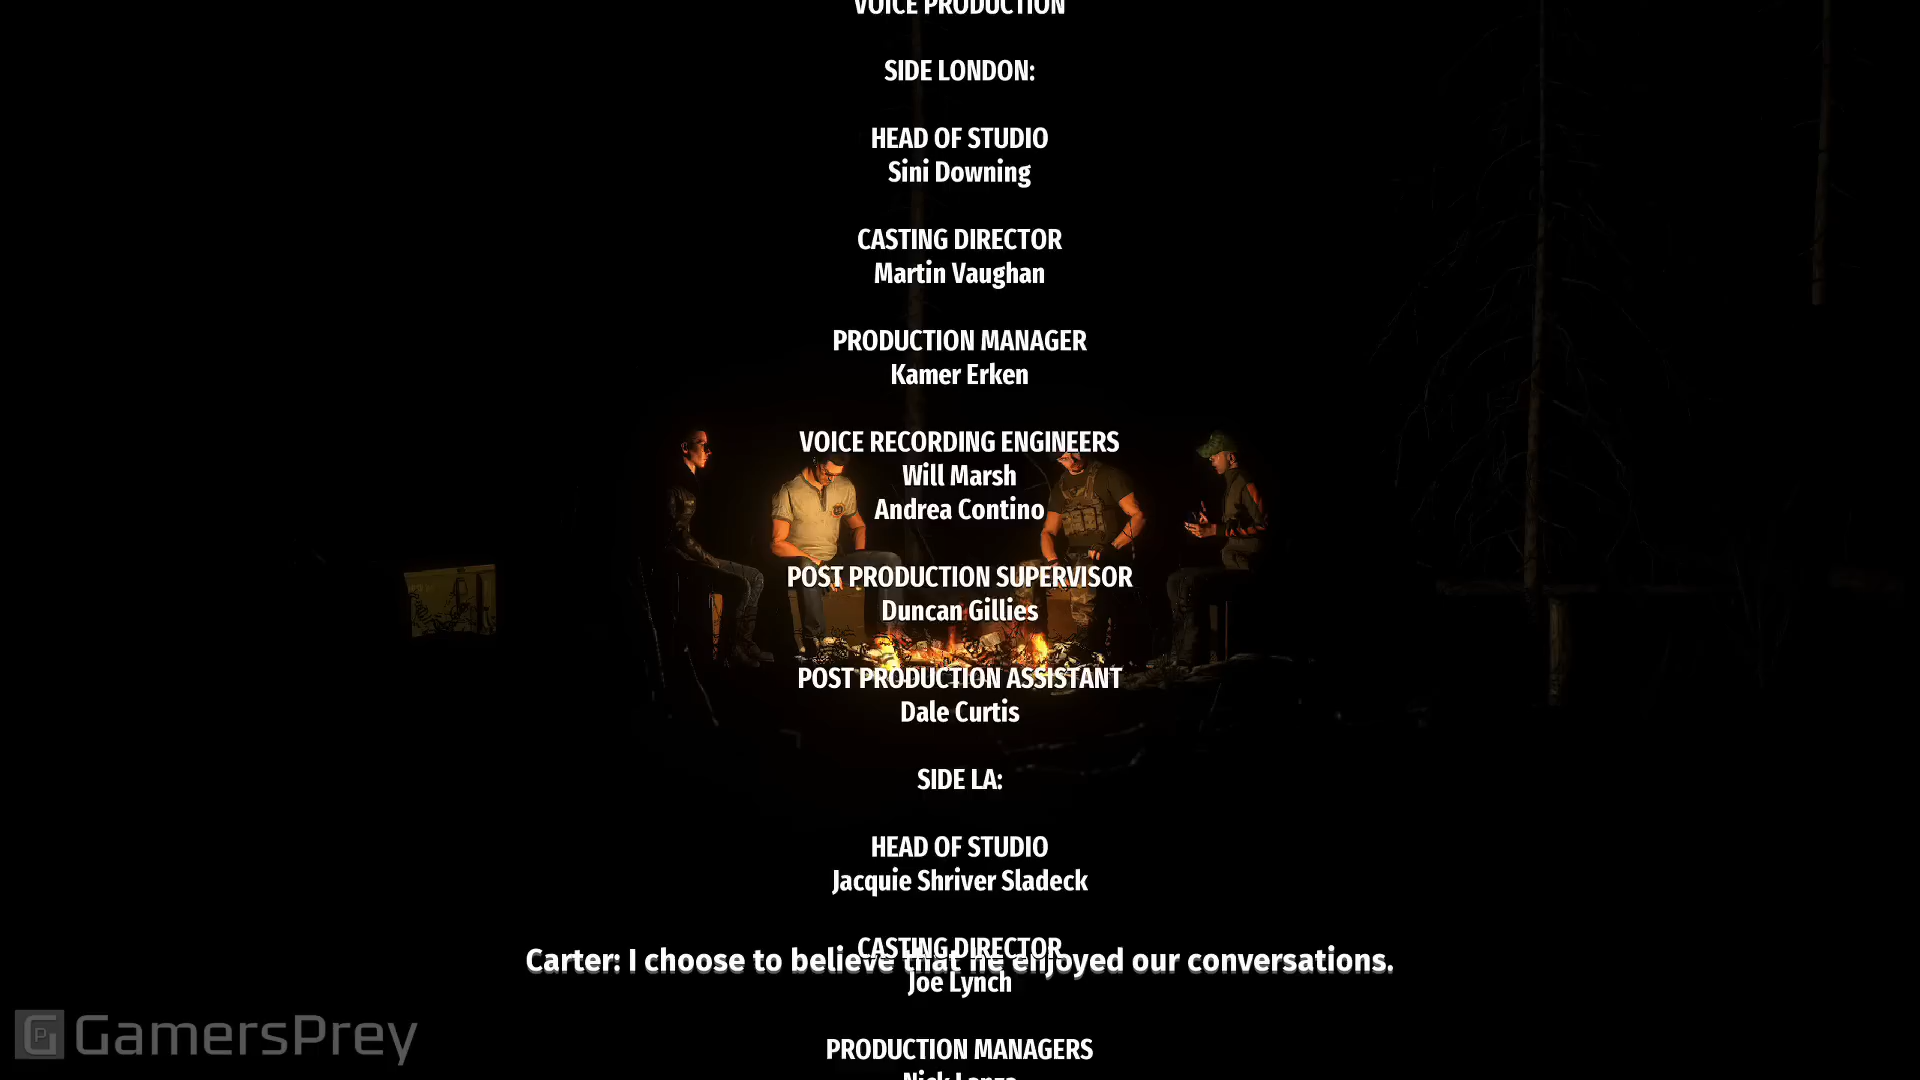 VOICE PRODUCTION
SIDE LONDON:
HEAD OF STUDIO
Sini Downing
CASTING DIRECTOR
Martin Vaughan
PRODUCTION MANAGER
Kamer Erken
VOICE RECORDING ENGINEERS
Will Marsh
Andrea Contino
POST PRODUCTION SUPERVISOR
Duncan Gillies
POST PRODUCTION ASSISTANT
Dale Curtis
SIDE LA:
HEAD OF STUDIO
Jacquie Shriver Sladeck
CASTING DIRECTOR
Carter: I choose to believe that he enjoyed our conversations.
Joe Lynch
GamersPrey
PRODUCTION MANAGERS